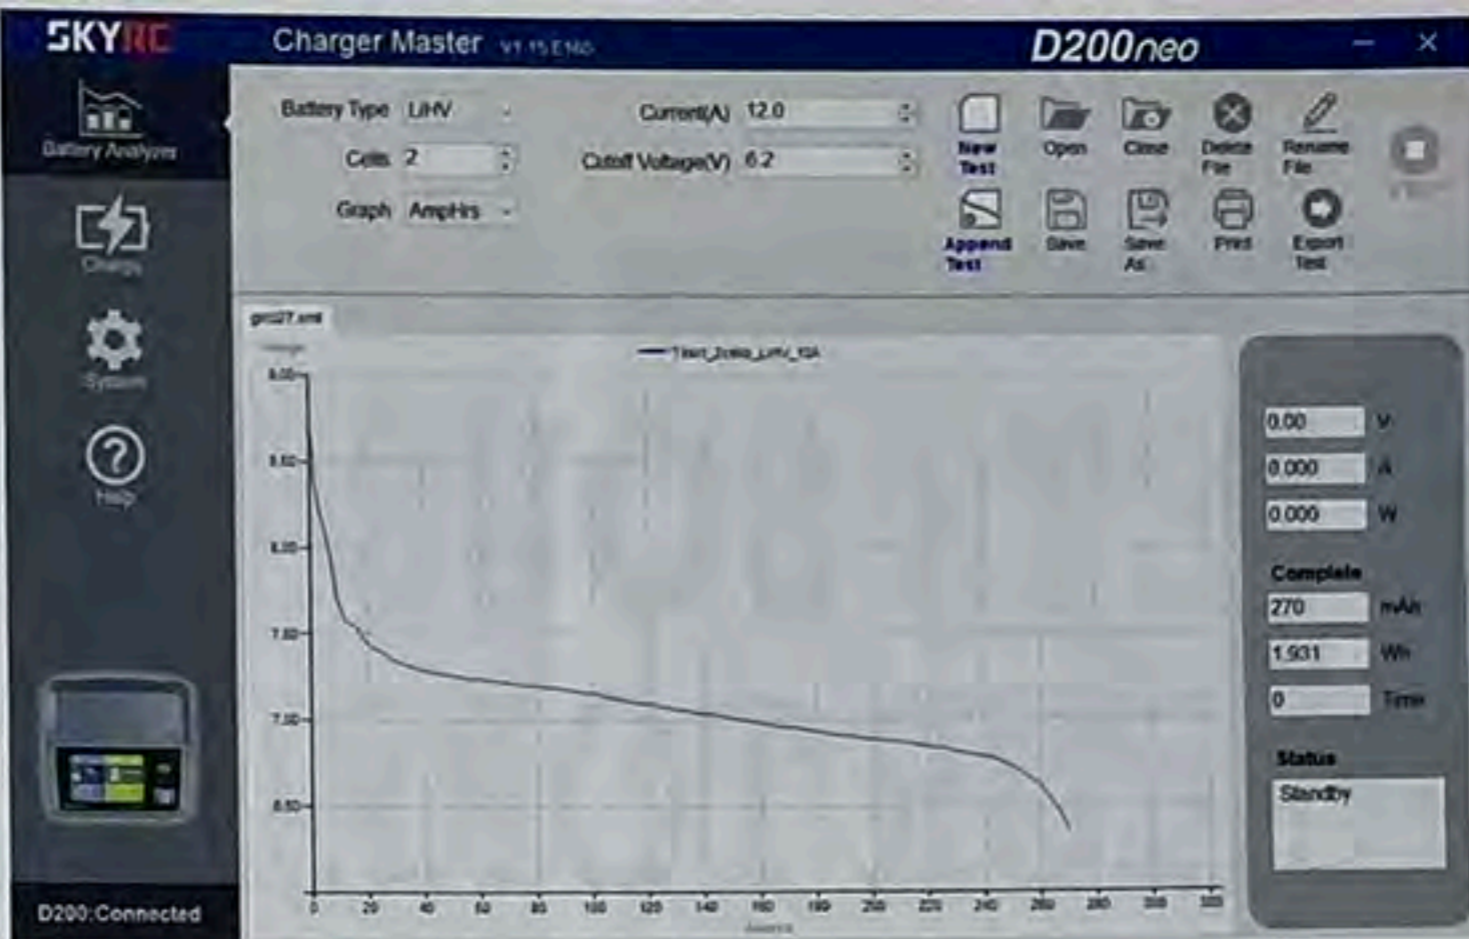 SKYRC
Charger Master V1.15
D200neo
Battery Analyzer
Battery Type LiHV
Current(A) 12.0
Cells 2
Cutoff Voltage(V) 6.2
Graph AmpHrs
New Test
Open
Close
Delete File
Rename File
Append Test
Save
Save As
Print
Export Test
Charge
System
Help
8.50
8.00
7.50
7.00
6.50
0 20 40 60 80 100 120 140 160 180 200 220 240 260 280 300
0.00 V
0.000 A
0.000 W
Complete
270 mAh
1.931 Wh
0 Time
Status
Standby
D200:Connected